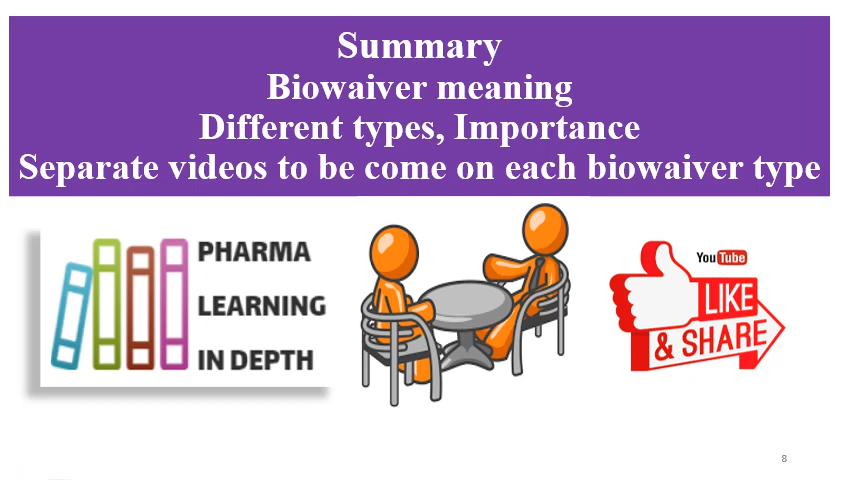 Summary
Biowaiver meaning
Different types, Importance
Separate videos to be come on each biowaiver type
PHARMA
LEARNING
IN DEPTH
YouTube
LIKE
& SHARE
8